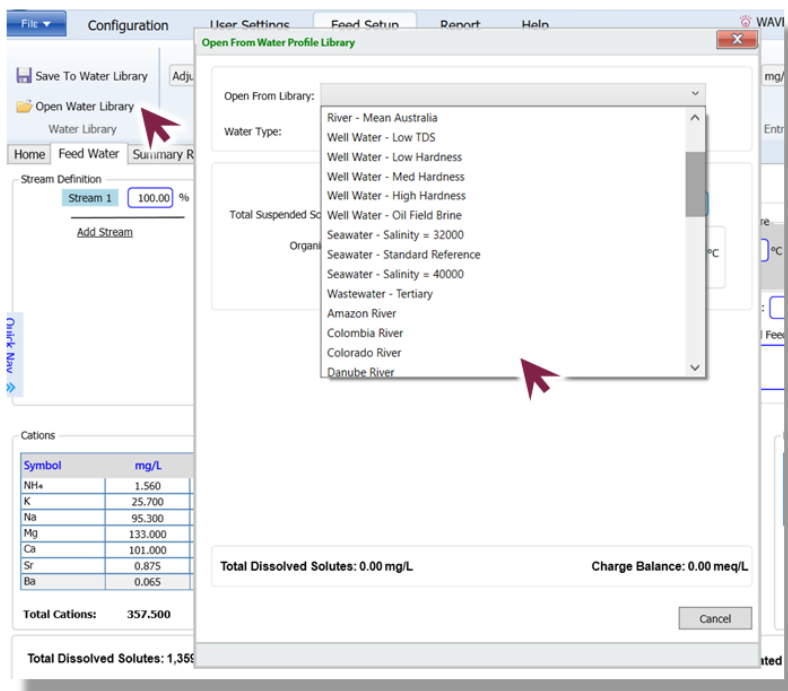 File Configuration User Settings Feed Setup Report Help WAVE
Open From Water Profile Library
Save To Water Library
Open Water Library
Water Library
Adju
mg/
Entr
Home Feed Water Summary R
Stream Definition
Stream 1 100.00 %
Add Stream
Quick Nav
Open From Library:
Water Type:
River - Mean Australia
Well Water - Low TDS
Well Water - Low Hardness
Well Water - Med Hardness
Well Water - High Hardness
Well Water - Oil Field Brine
Seawater - Salinity = 32000
Seawater - Standard Reference
Seawater - Salinity = 40000
Wastewater - Tertiary
Amazon River
Colombia River
Colorado River
Danube River
Total Suspended So
Organi
°C
re
°C
:
l Feed
Cations
Symbol mg/L
NH₄ 1.560
K 25.700
Na 95.300
Mg 133.000
Ca 101.000
Sr 0.875
Ba 0.065
Total Cations: 357.500
Total Dissolved Solutes: 0.00 mg/L Charge Balance: 0.00 meq/L
Cancel
Total Dissolved Solutes: 1,359
ated